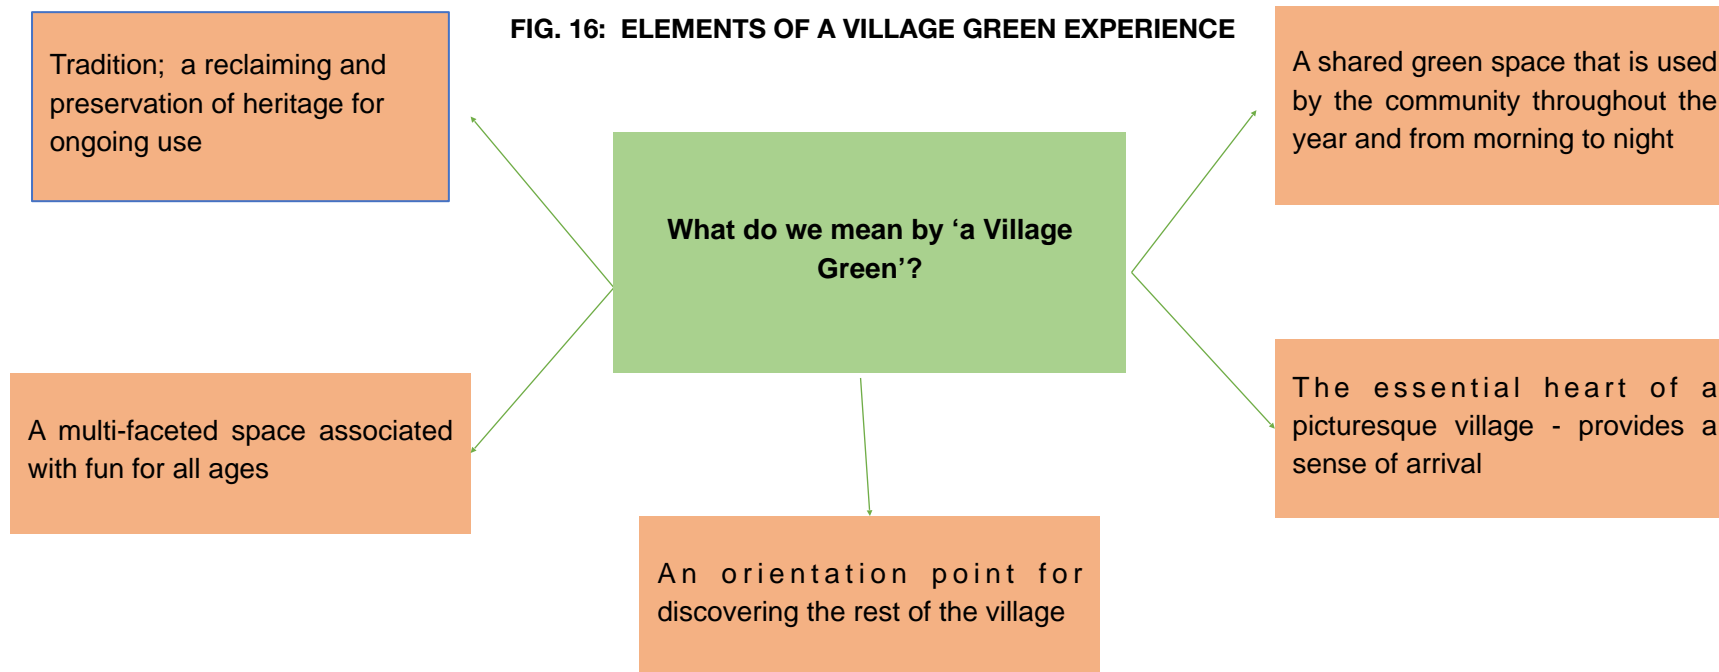 FIG. 16: ELEMENTS OF A VILLAGE GREEN EXPERIENCE
Tradition; a reclaiming and
preservation of heritage for
ongoing use
A shared green space that is used
by the community throughout the
year and from morning to night
What do we mean by ‘a Village
Green’?
A multi-faceted space associated
with fun for all ages
The essential heart of a
picturesque village - provides a
sense of arrival
An orientation point for
discovering the rest of the village